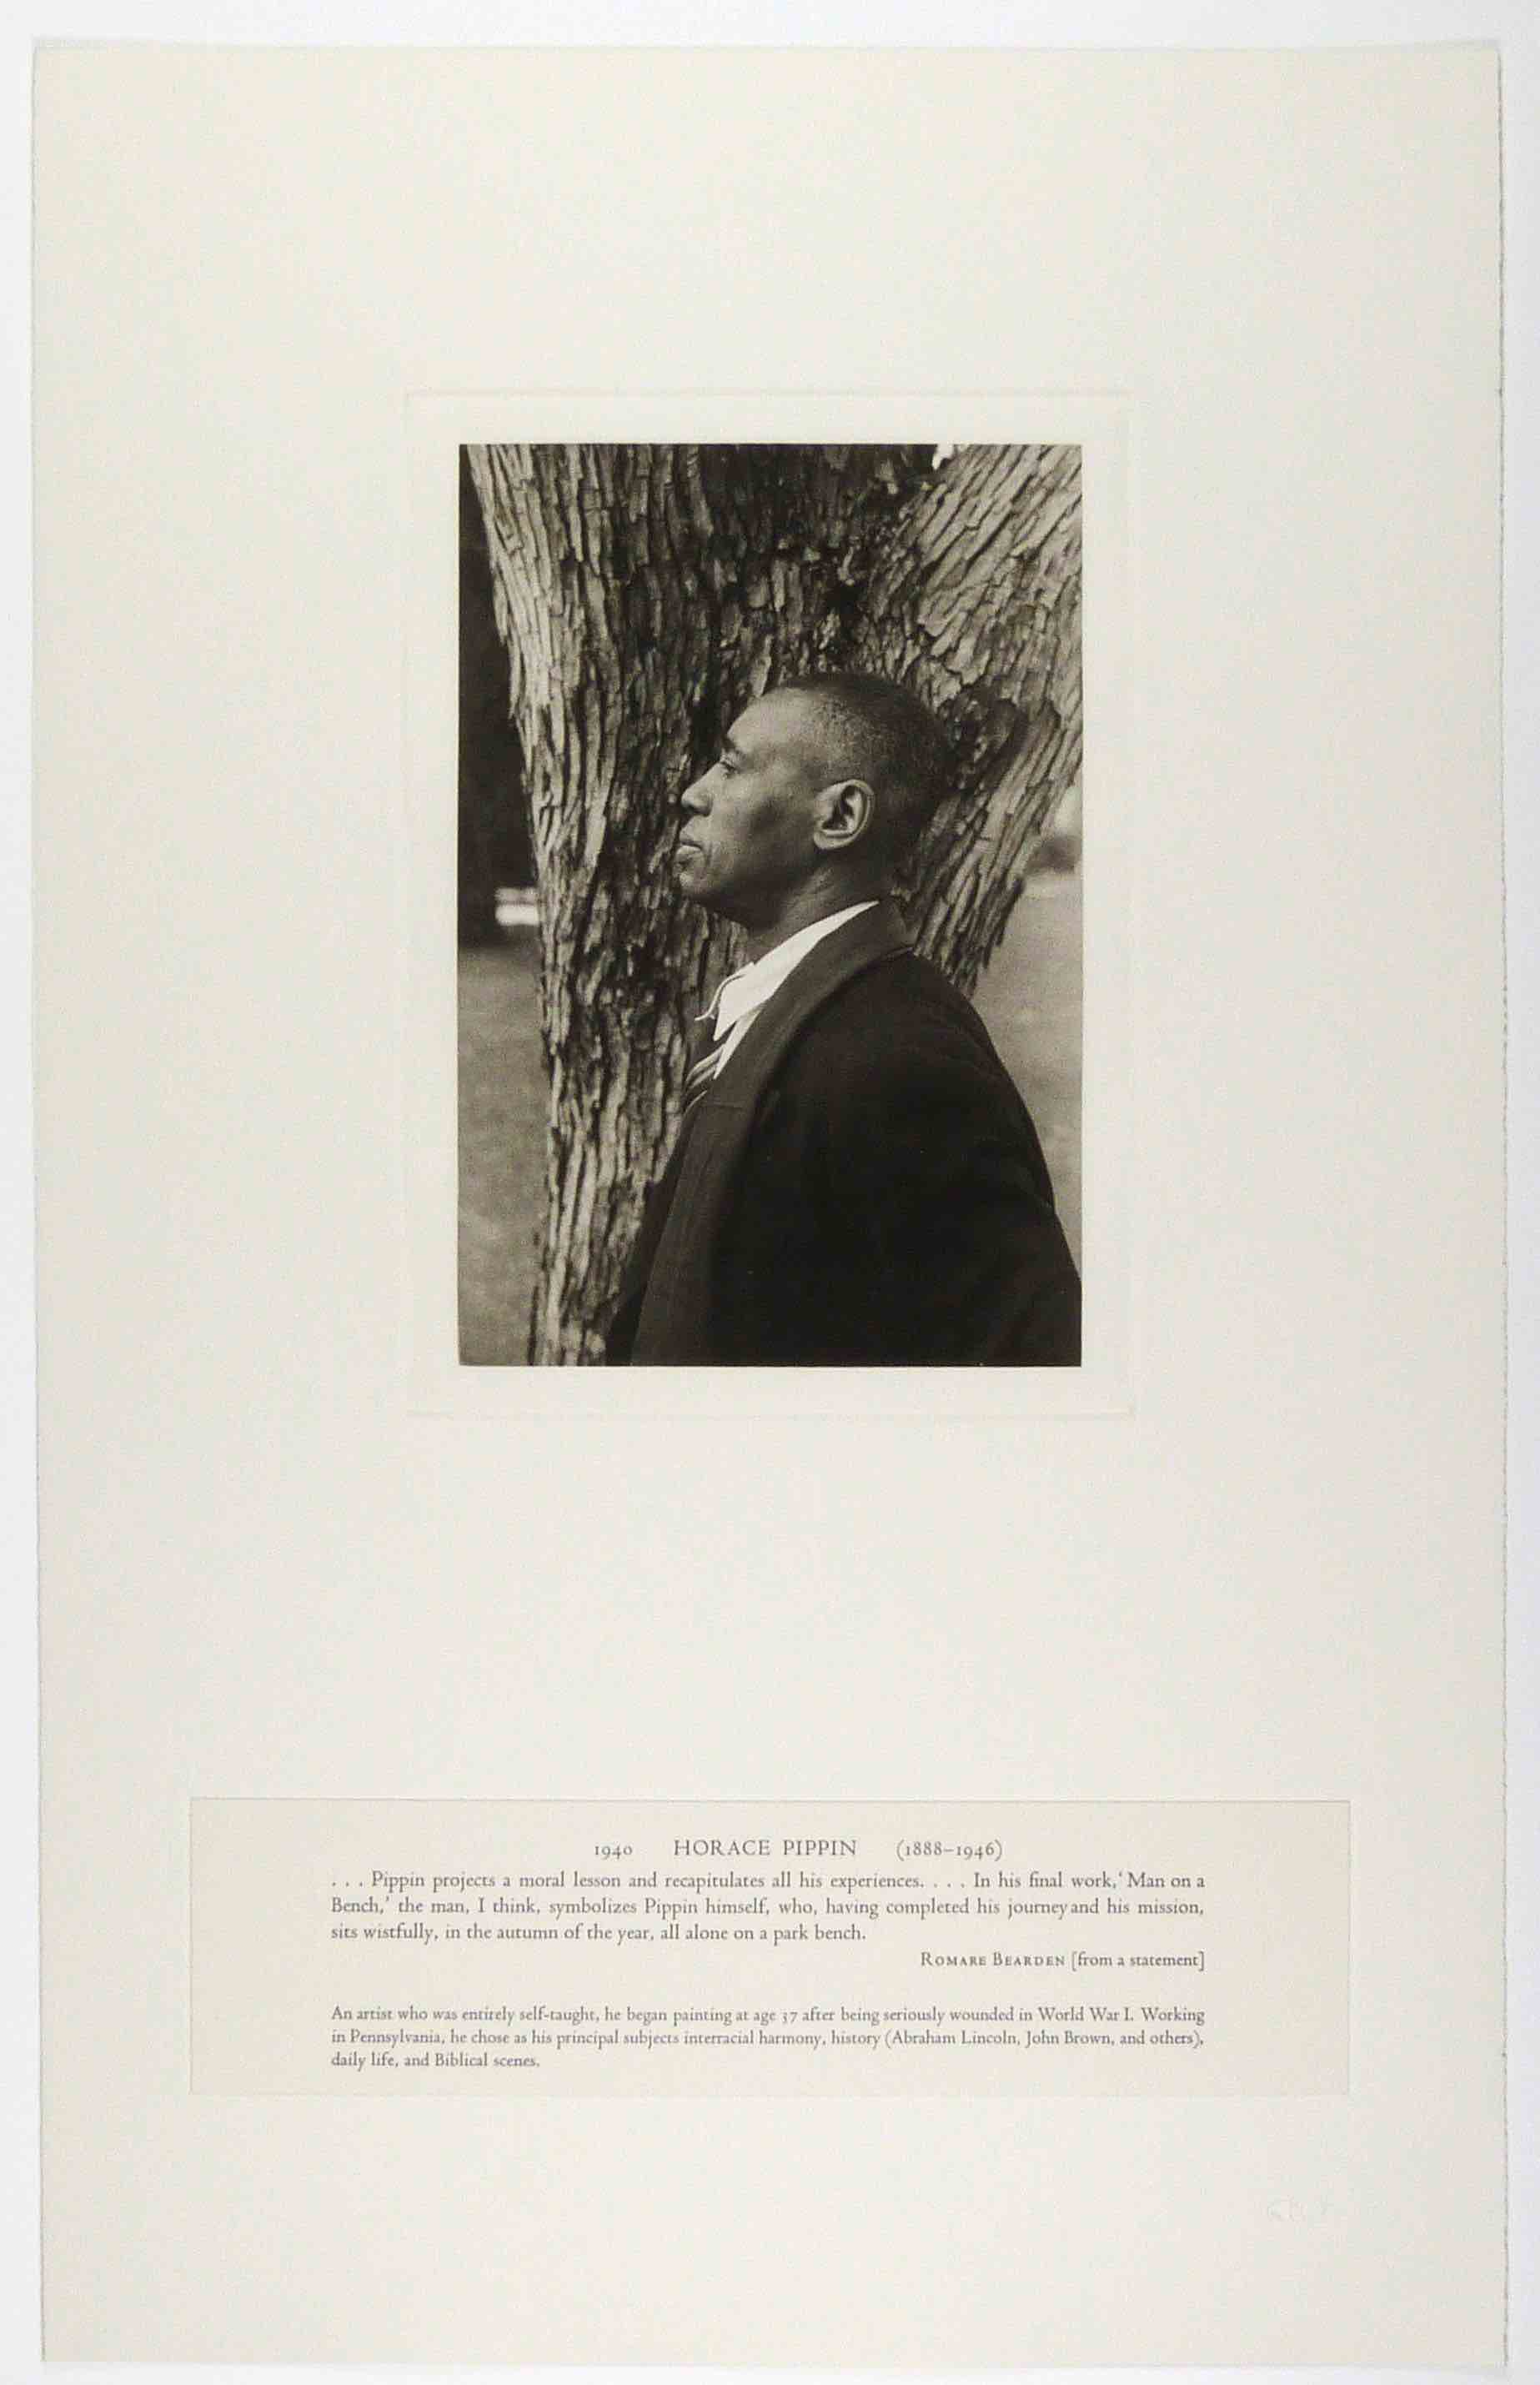 1940 HORACE PIPPIN (1888–1946)
. . . Pippin projects a moral lesson and recapitulates all his experiences. . . . In his final work, ‘Man on a
Bench,’ the man, I think, symbolizes Pippin himself, who, having completed his journey and his mission,
sits wistfully, in the autumn of the year, all alone on a park bench.
ROMARE BEARDEN [from a statement]
An artist who was entirely self-taught, he began painting at age 37 after being seriously wounded in World War I. Working
in Pennsylvania, he chose as his principal subjects interracial harmony, history (Abraham Lincoln, John Brown, and others),
daily life, and Biblical scenes.